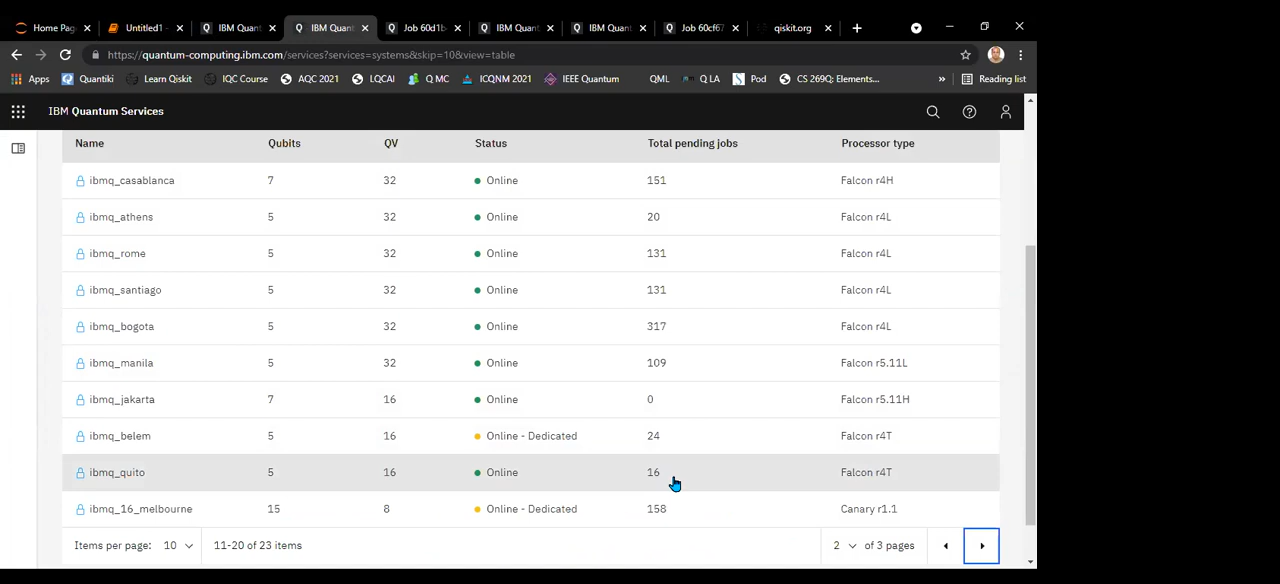 Home Pag Untitled1 - IBM Quan IBM Quan Job 60d1b IBM Quan IBM Quan Job 60cf67 qiskit.org
https://quantum-computing.ibm.com/services?services=systems&skip=10&view=table
Apps Quantiki Learn Qiskit IQC Course AQC 2021 LQCAI Q MC ICQNM 2021 IEEE Quantum QML Q LA Pod CS 269Q: Elements... » Reading list
IBM Quantum Services
Name Qubits QV Status Total pending jobs Processor type
ibmq_casablanca 7 32 Online 151 Falcon r4H
ibmq_athens 5 32 Online 20 Falcon r4L
ibmq_rome 5 32 Online 131 Falcon r4L
ibmq_santiago 5 32 Online 131 Falcon r4L
ibmq_bogota 5 32 Online 317 Falcon r4L
ibmq_manila 5 32 Online 109 Falcon r5.11L
ibmq_jakarta 7 16 Online 0 Falcon r5.11H
ibmq_belem 5 16 Online - Dedicated 24 Falcon r4T
ibmq_quito 5 16 Online 16 Falcon r4T
ibmq_16_melbourne 15 8 Online - Dedicated 158 Canary r1.1
Items per page: 10 11-20 of 23 items 2 of 3 pages